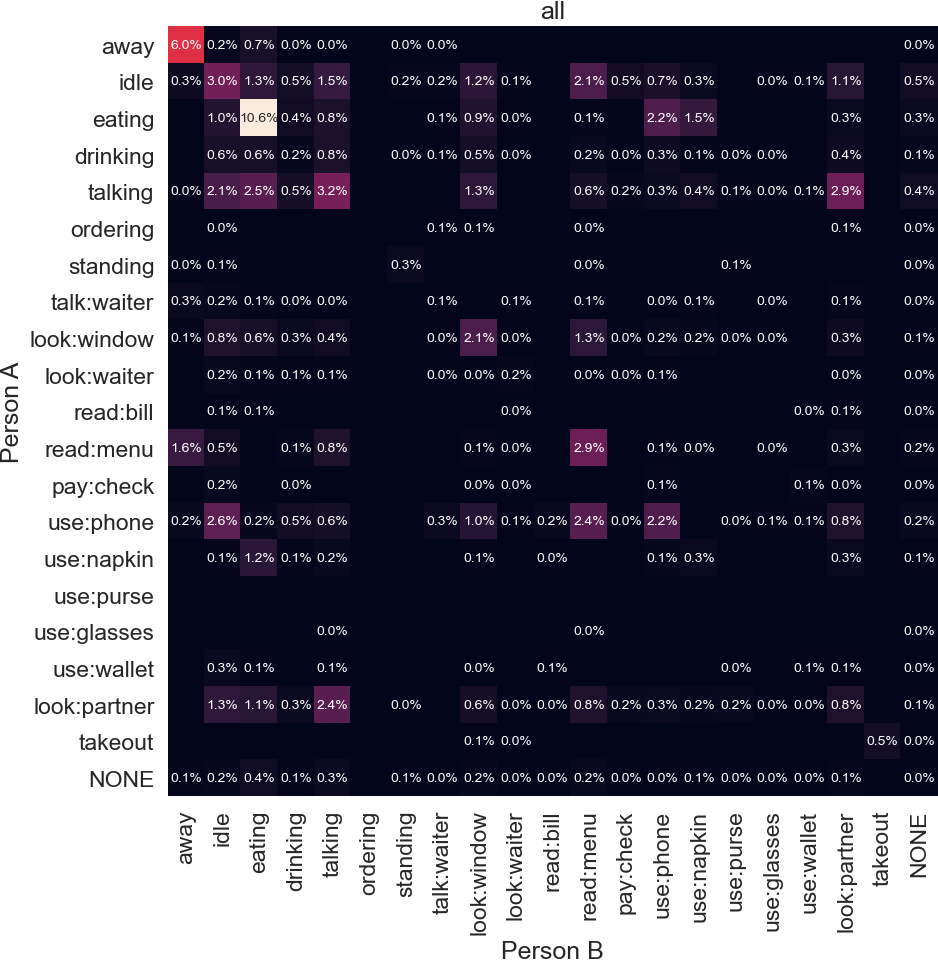 all
away 6.0% 0.2% 0.7% 0.0% 0.0% 0.0% 0.0% 0.0%
idle 0.3% 3.0% 1.3% 0.5% 1.5% 0.2% 0.2% 1.2% 0.1% 2.1% 0.5% 0.7% 0.3% 0.0% 0.1% 1.1% 0.5%
eating 1.0% 10.6% 0.4% 0.8% 0.1% 0.9% 0.0% 0.1% 2.2% 1.5% 0.3% 0.3%
drinking 0.6% 0.6% 0.2% 0.8% 0.0% 0.1% 0.5% 0.0% 0.2% 0.0% 0.3% 0.1% 0.0% 0.0% 0.4% 0.1%
talking 0.0% 2.1% 2.5% 0.5% 3.2% 1.3% 0.6% 0.2% 0.3% 0.4% 0.1% 0.0% 0.1% 2.9% 0.4%
ordering 0.0% 0.1% 0.1% 0.0% 0.1% 0.0%
standing 0.0% 0.1% 0.3% 0.0% 0.1% 0.0%
talk:waiter 0.3% 0.2% 0.1% 0.0% 0.0% 0.1% 0.1% 0.1% 0.0% 0.1% 0.0% 0.1% 0.0%
look:window 0.1% 0.8% 0.6% 0.3% 0.4% 0.0% 2.1% 0.0% 1.3% 0.0% 0.2% 0.2% 0.0% 0.0% 0.3% 0.1%
look:waiter 0.2% 0.1% 0.1% 0.1% 0.0% 0.0% 0.2% 0.0% 0.0% 0.1% 0.0% 0.0%
read:bill 0.1% 0.1% 0.0% 0.0% 0.1% 0.0%
read:menu 1.6% 0.5% 0.1% 0.8% 0.1% 0.0% 2.9% 0.1% 0.0% 0.0% 0.3% 0.2%
pay:check 0.2% 0.0% 0.0% 0.0% 0.1% 0.1% 0.0% 0.0%
use:phone 0.2% 2.6% 0.2% 0.5% 0.6% 0.3% 1.0% 0.1% 0.2% 2.4% 0.0% 2.2% 0.0% 0.1% 0.1% 0.8% 0.2%
use:napkin 0.1% 1.2% 0.1% 0.2% 0.1% 0.0% 0.1% 0.3% 0.3% 0.1%
use:purse
use:glasses 0.0% 0.0% 0.0%
use:wallet 0.3% 0.1% 0.1% 0.0% 0.1% 0.0% 0.1% 0.1% 0.0%
look:partner 1.3% 1.1% 0.3% 2.4% 0.0% 0.6% 0.0% 0.0% 0.8% 0.2% 0.3% 0.2% 0.2% 0.0% 0.0% 0.8% 0.1%
takeout 0.1% 0.0% 0.5% 0.0%
NONE 0.1% 0.2% 0.4% 0.1% 0.3% 0.1% 0.0% 0.2% 0.0% 0.0% 0.2% 0.0% 0.0% 0.1% 0.0% 0.0% 0.0% 0.1% 0.0%
Person A
away
idle
eating
drinking
talking
ordering
standing
talk:waiter
look:window
look:waiter
read:bill
read:menu
pay:check
use:phone
use:napkin
use:purse
use:glasses
use:wallet
look:partner
takeout
NONE
Person B